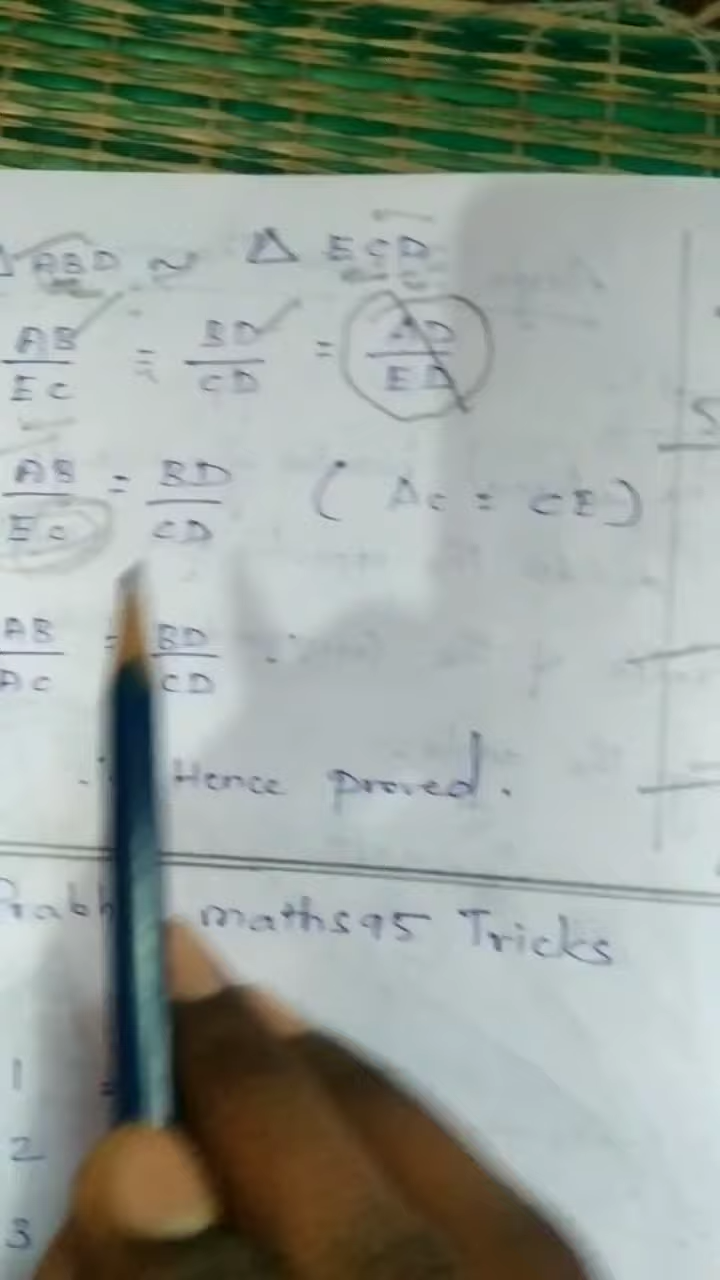 Δ ABD ~ Δ ECD
AB/EC = BD/CD = AD/ED
AB/EC = BD/CD (AC = CE)
AB/AC = BD/CD
∴ Hence proved.
maths95 Tricks
1 =
2
3